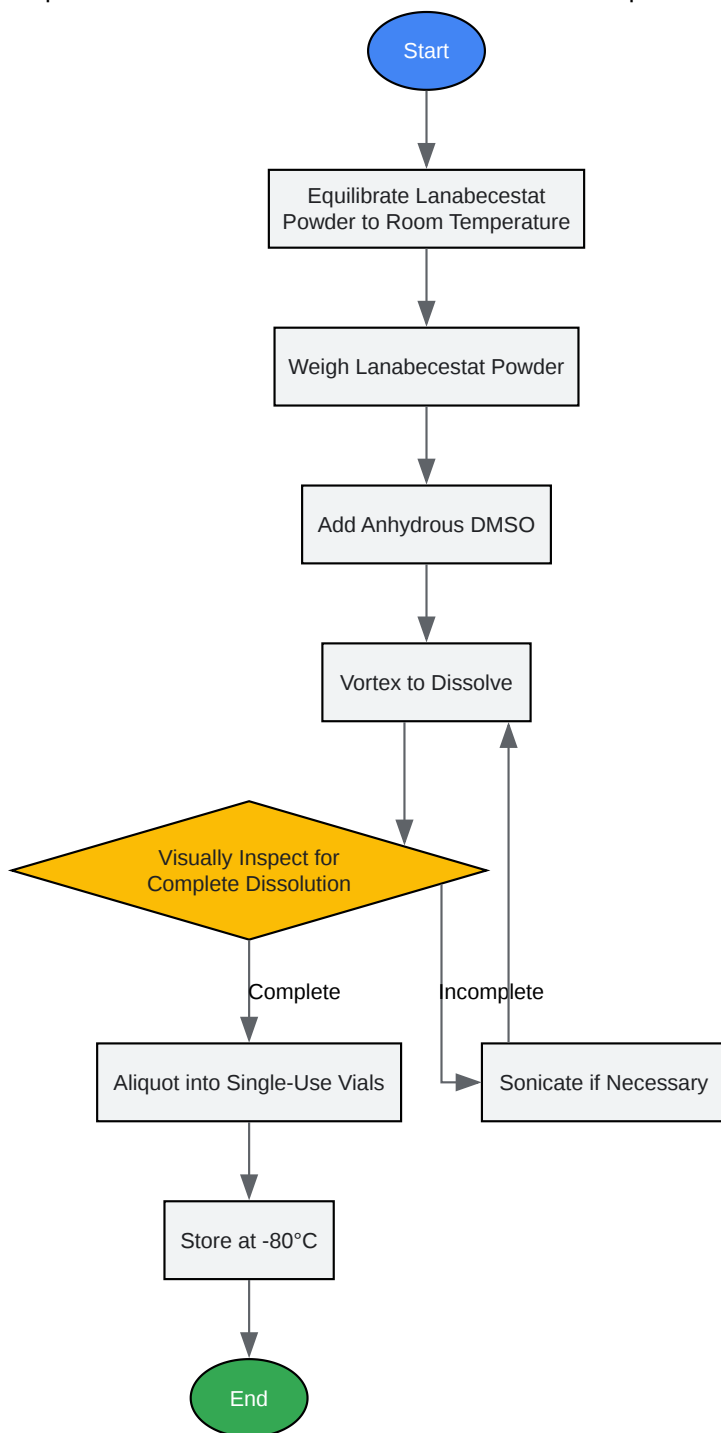 Start
Equilibrate Lanabecestat
Powder to Room Temperature
Weigh Lanabecestat Powder
Add Anhydrous DMSO
Vortex to Dissolve
Visually Inspect for
Complete Dissolution
Complete
Incomplete
Aliquot into Single-Use Vials
Sonicate if Necessary
Store at -80°C
End